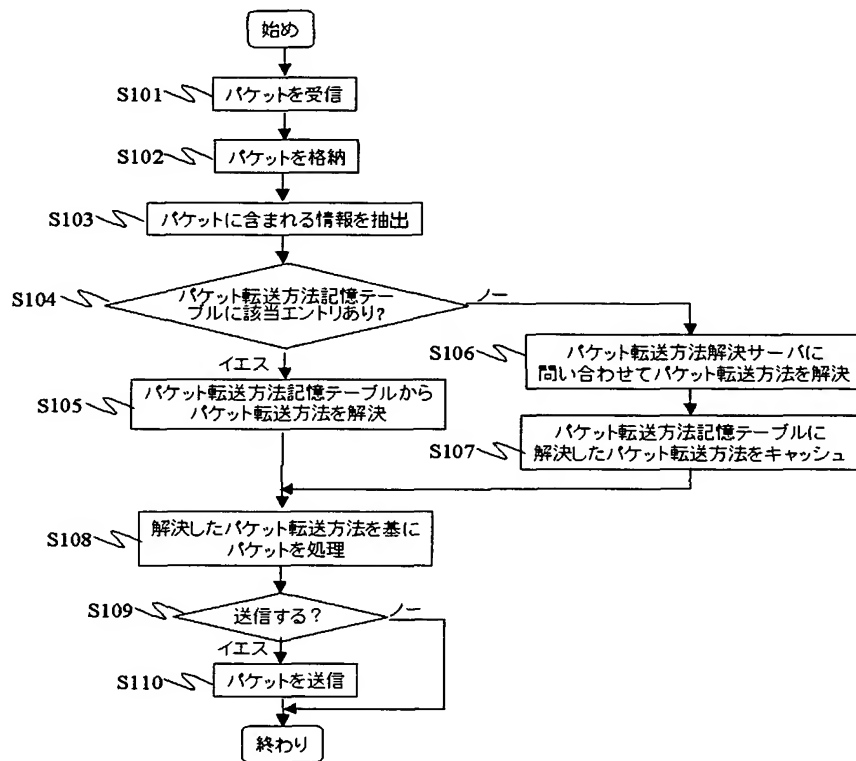 始め
S101
パケットを受信
S102
パケットを格納
S103
パケットに含まれる情報を抽出
S104
パケット転送方法記憶テー
ブルに該当エントリあり?
ノー
イエス
S106
パケット転送方法解決サーバに
問い合わせてパケット転送方法を解決
S105
パケット転送方法記憶テーブルから
パケット転送方法を解決
S107
パケット転送方法記憶テーブルに
解決したパケット転送方法をキャッシュ
S108
解決したパケット転送方法を基に
パケットを処理
S109
送信する?
ノー
イエス
S110
パケットを送信
終わり